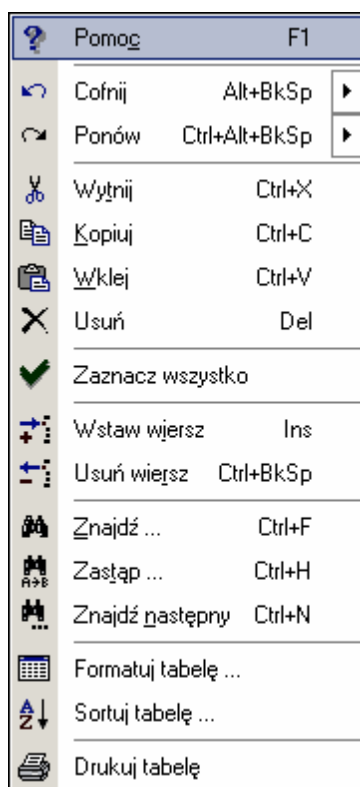 Pomoc F1
Cofnij Alt+BkSp
Ponów Ctrl+Alt+BkSp
Wytnij Ctrl+X
Kopiuj Ctrl+C
Wklej Ctrl+V
Usuń Del
Zaznacz wszystko
Wstaw wjersz Ins
Usuń wiersz Ctrl+BkSp
Znajdź ... Ctrl+F
A→B
Zastąp ... Ctrl+H
Znajdź następny Ctrl+N
Formatuj tabelę ...
A
Z
Sortuj tabelę ...
Drukuj tabelę